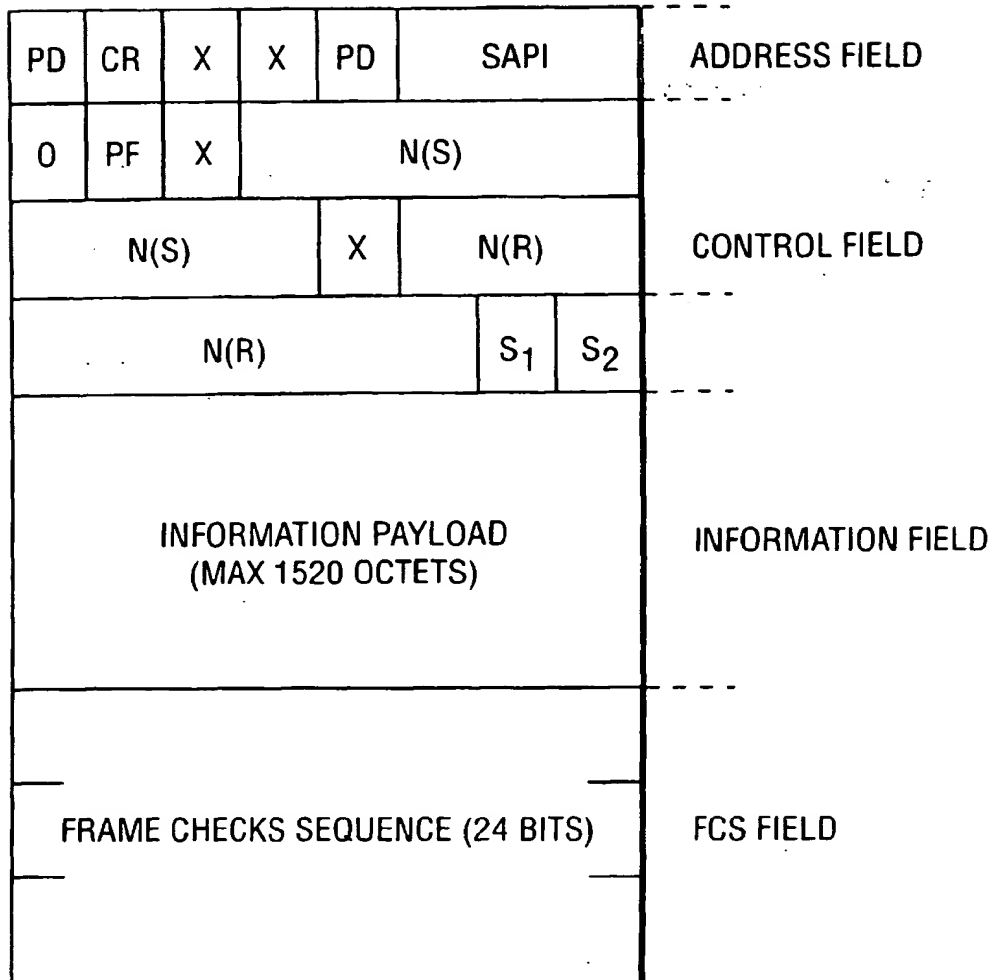 PD CR X X PD SAPI ADDRESS FIELD
0 PF X N(S)
N(S) X N(R) CONTROL FIELD
N(R) S1 S2
INFORMATION PAYLOAD
(MAX 1520 OCTETS)
INFORMATION FIELD
FRAME CHECKS SEQUENCE (24 BITS) FCS FIELD